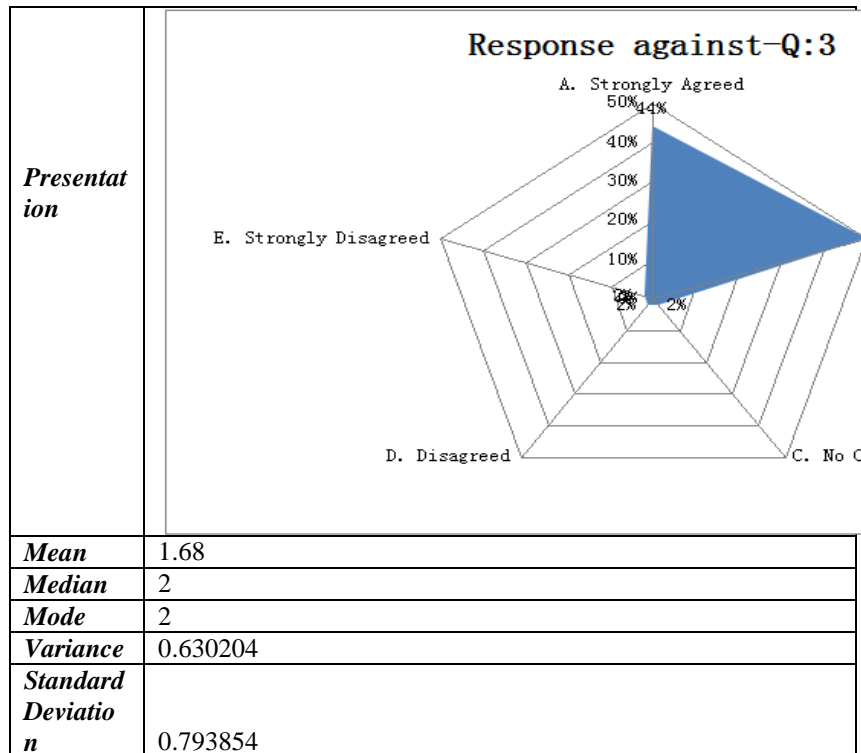 Response against-Q:3
A. Strongly Agreed
50%
44%
40%
Presentat
ion
30%
20%
E. Strongly Disagreed
10%
2%
2%
D. Disagreed
C. No
Mean 1.68
Median 2
Mode 2
Variance 0.630204
Standard
Deviatio
n 0.793854